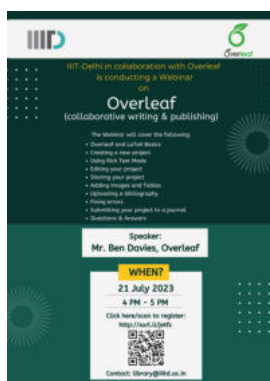 IIIT-Delhi in collaboration with Overleaf
is conducting a Webinar
on
Overleaf
(collaborative writing & publishing)
The Webinar will cover the following:
• Overleaf and LaTeX Basics
• Creating a new project
• Using Rich Text Mode
• Editing your project
• Sharing your project
• Adding Images and Tables
• Uploading a bibliography
• Fixing errors
• Submitting your project to a journal
• Questions & Answers
Speaker:
Mr. Ben Davies, Overleaf
WHEN?
21 July 2023
4 PM - 5 PM
Click here/scan to register:
Contact: library@iiitd.ac.in